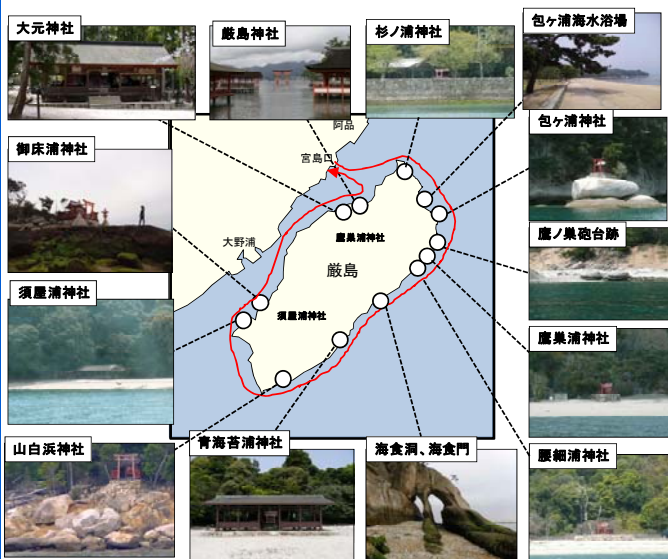 大元神社
厳島神社
杉ノ浦神社
包ヶ浦海水浴場
包ヶ浦神社
御床浦神社
鷹ノ巣砲台跡
須屋浦神社
鷹巣浦神社
山白浜神社
青海苔浦神社
海食洞、海食門
腰細浦神社
阿品
宮島口
大野浦
鷹巣浦神社
厳島
須屋浦神社